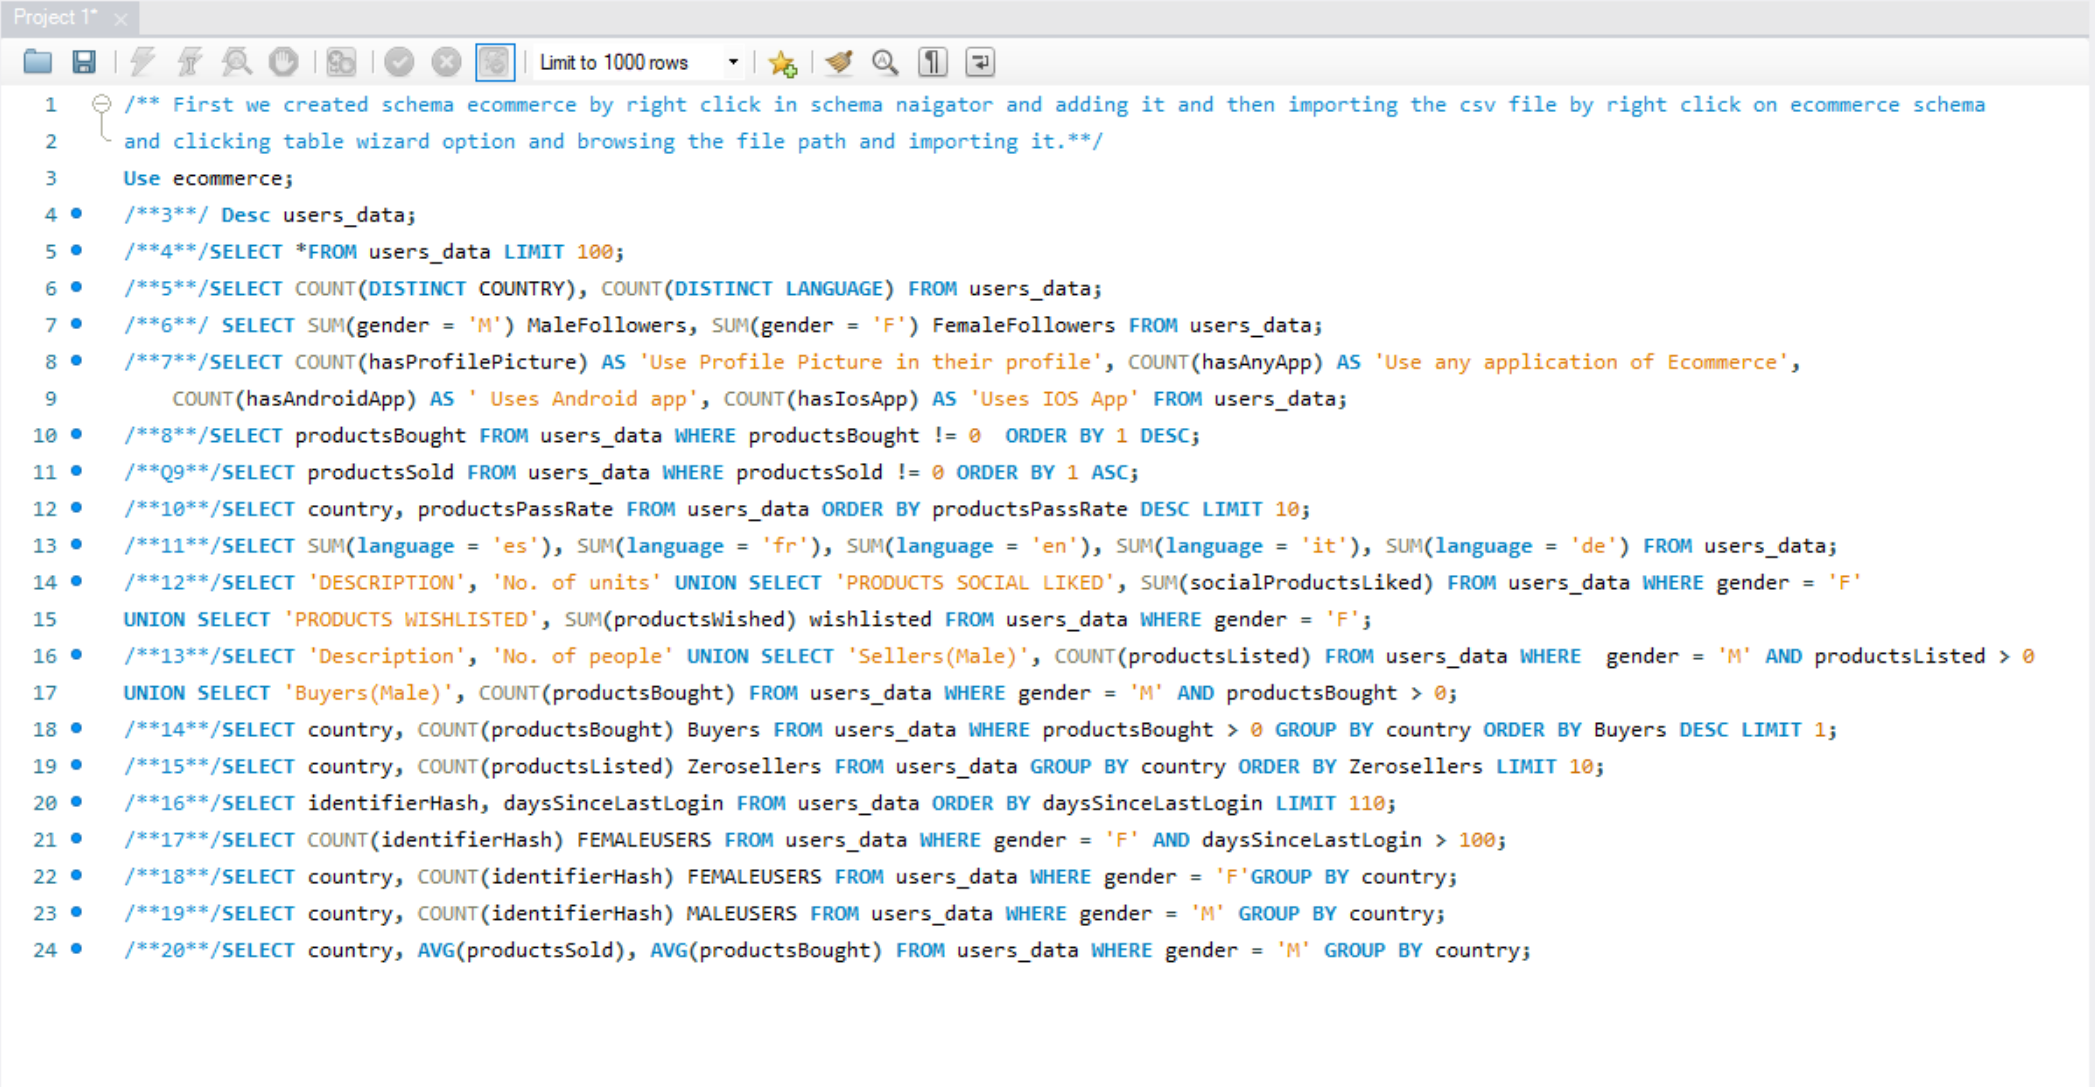 Project 1*
Limit to 1000 rows
1 /** First we created schema ecommerce by right click in schema naigator and adding it and then importing the csv file by right click on ecommerce schema
2 and clicking table wizard option and browsing the file path and importing it.**/
3 Use ecommerce;
4 /**3**/ Desc users_data;
5 /**4**/SELECT *FROM users_data LIMIT 100;
6 /**5**/SELECT COUNT(DISTINCT COUNTRY), COUNT(DISTINCT LANGUAGE) FROM users_data;
7 /**6**/ SELECT SUM(gender = 'M') MaleFollowers, SUM(gender = 'F') FemaleFollowers FROM users_data;
8 /**7**/SELECT COUNT(hasProfilePicture) AS 'Use Profile Picture in their profile', COUNT(hasAnyApp) AS 'Use any application of Ecommerce',
9 COUNT(hasAndroidApp) AS ' Uses Android app', COUNT(hasIosApp) AS 'Uses IOS App' FROM users_data;
10 /**8**/SELECT productsBought FROM users_data WHERE productsBought != 0  ORDER BY 1 DESC;
11 /**Q9**/SELECT productsSold FROM users_data WHERE productsSold != 0 ORDER BY 1 ASC;
12 /**10**/SELECT country, productsPassRate FROM users_data ORDER BY productsPassRate DESC LIMIT 10;
13 /**11**/SELECT SUM(language = 'es'), SUM(language = 'fr'), SUM(language = 'en'), SUM(language = 'it'), SUM(language = 'de') FROM users_data;
14 /**12**/SELECT 'DESCRIPTION', 'No. of units' UNION SELECT 'PRODUCTS SOCIAL LIKED', SUM(socialProductsLiked) FROM users_data WHERE gender = 'F'
15 UNION SELECT 'PRODUCTS WISHLISTED', SUM(productsWished) wishlisted FROM users_data WHERE gender = 'F';
16 /**13**/SELECT 'Description', 'No. of people' UNION SELECT 'Sellers(Male)', COUNT(productsListed) FROM users_data WHERE  gender = 'M' AND productsListed > 0
17 UNION SELECT 'Buyers(Male)', COUNT(productsBought) FROM users_data WHERE gender = 'M' AND productsBought > 0;
18 /**14**/SELECT country, COUNT(productsBought) Buyers FROM users_data WHERE productsBought > 0 GROUP BY country ORDER BY Buyers DESC LIMIT 1;
19 /**15**/SELECT country, COUNT(productsListed) Zerosellers FROM users_data GROUP BY country ORDER BY Zerosellers LIMIT 10;
20 /**16**/SELECT identifierHash, daysSinceLastLogin FROM users_data ORDER BY daysSinceLastLogin LIMIT 110;
21 /**17**/SELECT COUNT(identifierHash) FEMALEUSERS FROM users_data WHERE gender = 'F' AND daysSinceLastLogin > 100;
22 /**18**/SELECT country, COUNT(identifierHash) FEMALEUSERS FROM users_data WHERE gender = 'F'GROUP BY country;
23 /**19**/SELECT country, COUNT(identifierHash) MALEUSERS FROM users_data WHERE gender = 'M' GROUP BY country;
24 /**20**/SELECT country, AVG(productsSold), AVG(productsBought) FROM users_data WHERE gender = 'M' GROUP BY country;